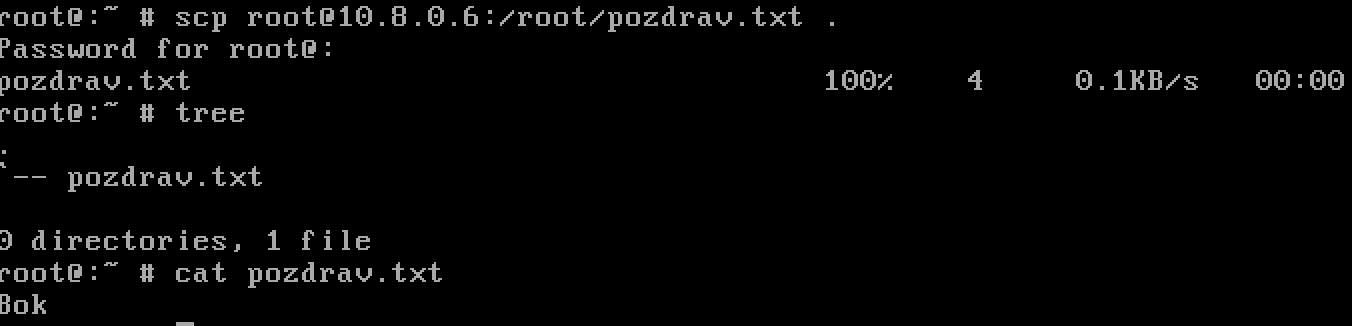 root@:~ # scp root@10.8.0.6:/root/pozdrav.txt .
Password for root@:
pozdrav.txt 100% 4 0.1KB/s 00:00
root@:~ # tree
.
`-- pozdrav.txt
0 directories, 1 file
root@:~ # cat pozdrav.txt
Bok